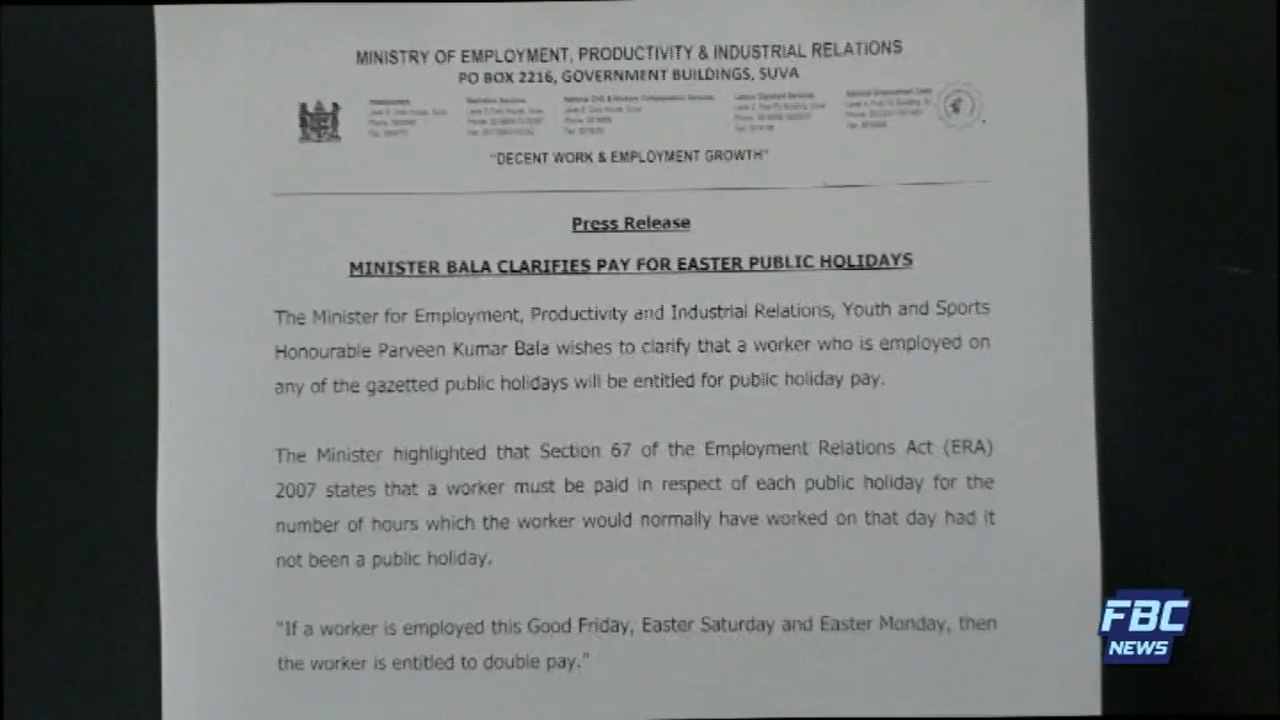 MINISTRY OF EMPLOYMENT, PRODUCTIVITY & INDUSTRIAL RELATIONS
PO BOX 2216, GOVERNMENT BUILDINGS, SUVA
"DECENT WORK & EMPLOYMENT GROWTH"
Press Release
MINISTER BALA CLARIFIES PAY FOR EASTER PUBLIC HOLIDAYS
The Minister for Employment, Productivity and Industrial Relations, Youth and Sports
Honourable Parveen Kumar Bala wishes to clarify that a worker who is employed on
any of the gazetted public holidays will be entitled for public holiday pay.
The Minister highlighted that Section 67 of the Employment Relations Act (ERA)
2007 states that a worker must be paid in respect of each public holiday for the
number of hours which the worker would normally have worked on that day had it
not been a public holiday.
"If a worker is employed this Good Friday, Easter Saturday and Easter Monday, then
the worker is entitled to double pay."
FBC
NEWS